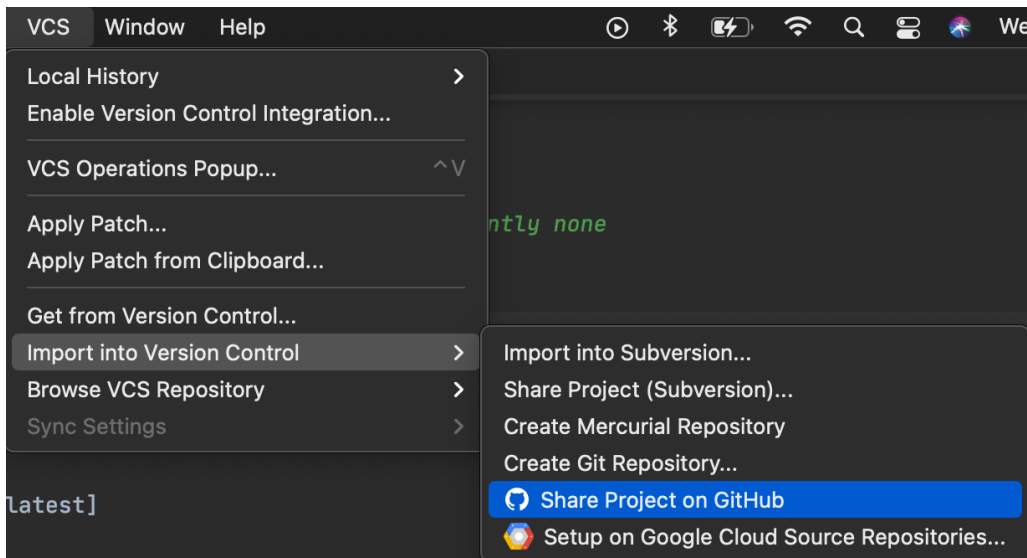 VCS Window Help We
Local History
Enable Version Control Integration...
VCS Operations Popup... ^V
ntly none
Apply Patch...
Apply Patch from Clipboard...
Get from Version Control...
Import into Version Control
Browse VCS Repository
Sync Settings
Import into Subversion...
Share Project (Subversion)...
Create Mercurial Repository
Create Git Repository...
Share Project on GitHub
Setup on Google Cloud Source Repositories...
latest]